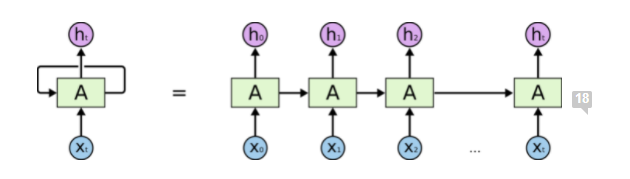 hₜ h₀ h₁ h₂ hₜ
A = A A A A 18
Xₜ X₀ X₁ X₂ ... Xₜ